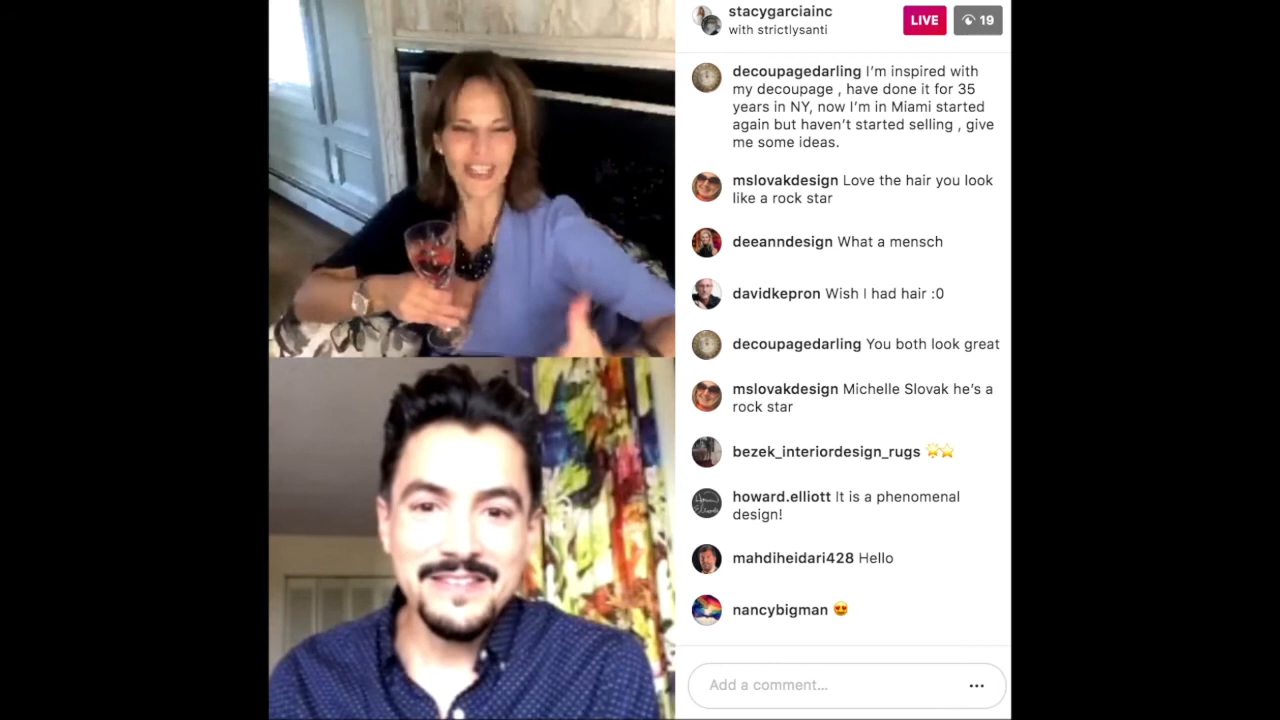 stacygarciainc
with strictlysanti
LIVE
19
decoupagedarling I’m inspired with
my decoupage , have done it for 35
years in NY, now I’m in Miami started
again but haven’t started selling , give
me some ideas.
mslovakdesign Love the hair you look
like a rock star
deeanndesign What a mensch
davidkepron Wish I had hair :0
decoupagedarling You both look great
mslovakdesign Michelle Slovak he’s a
rock star
bezek_interiordesign_rugs 🌟⭐
howard.elliott It is a phenomenal
design!
mahdiheidari428 Hello
nancybigman 😍
Add a comment...